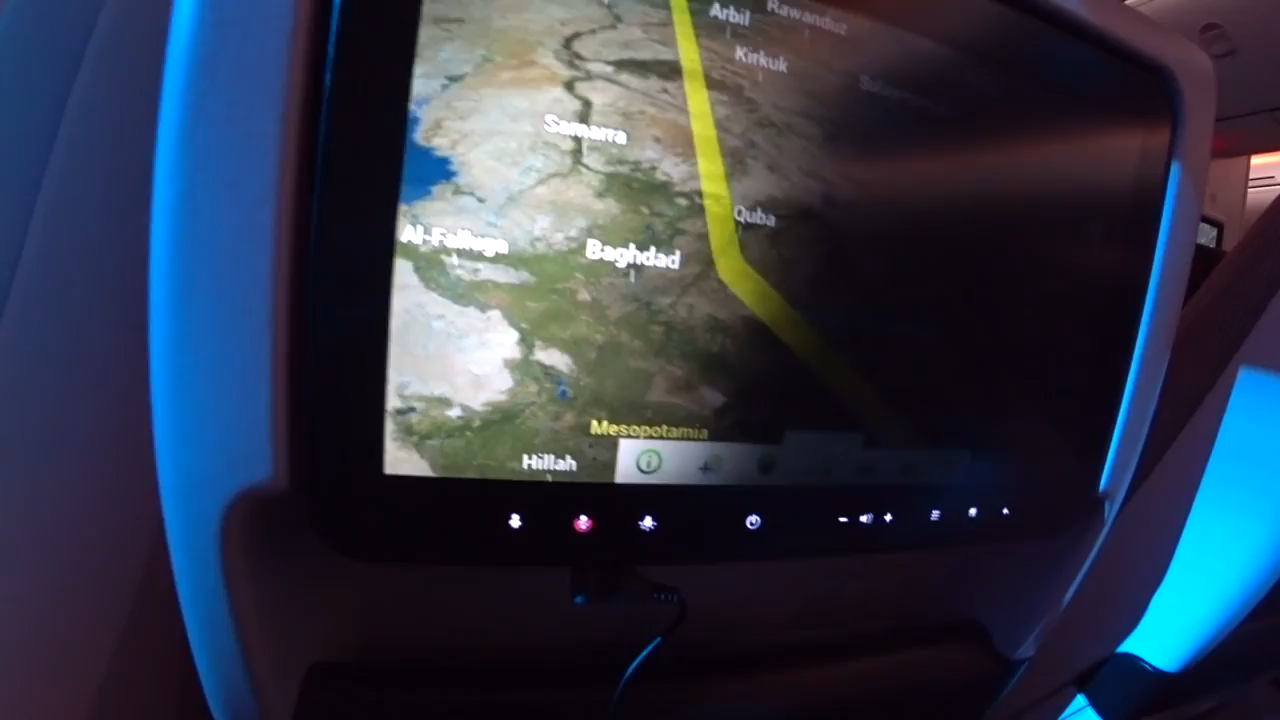 Arbil
Rawanduz
Kirkuk
Samarra
Quba
Al-Falluga
Baghdad
Mesopotamia
Hillah